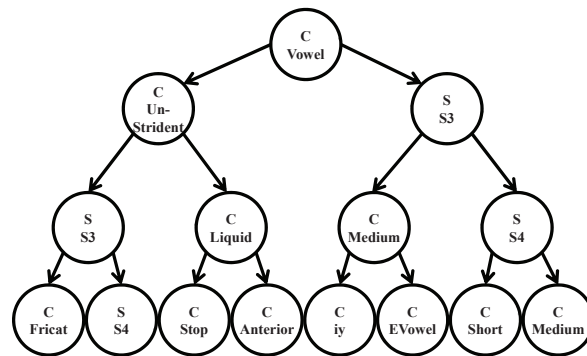 C
Vowel
C
Un-
Strident
S
S3
S
S3
C
Liquid
C
Medium
S
S4
C
Fricat
S
S4
C
Stop
C
Anterior
C
iy
C
EVowel
C
Short
C
Medium